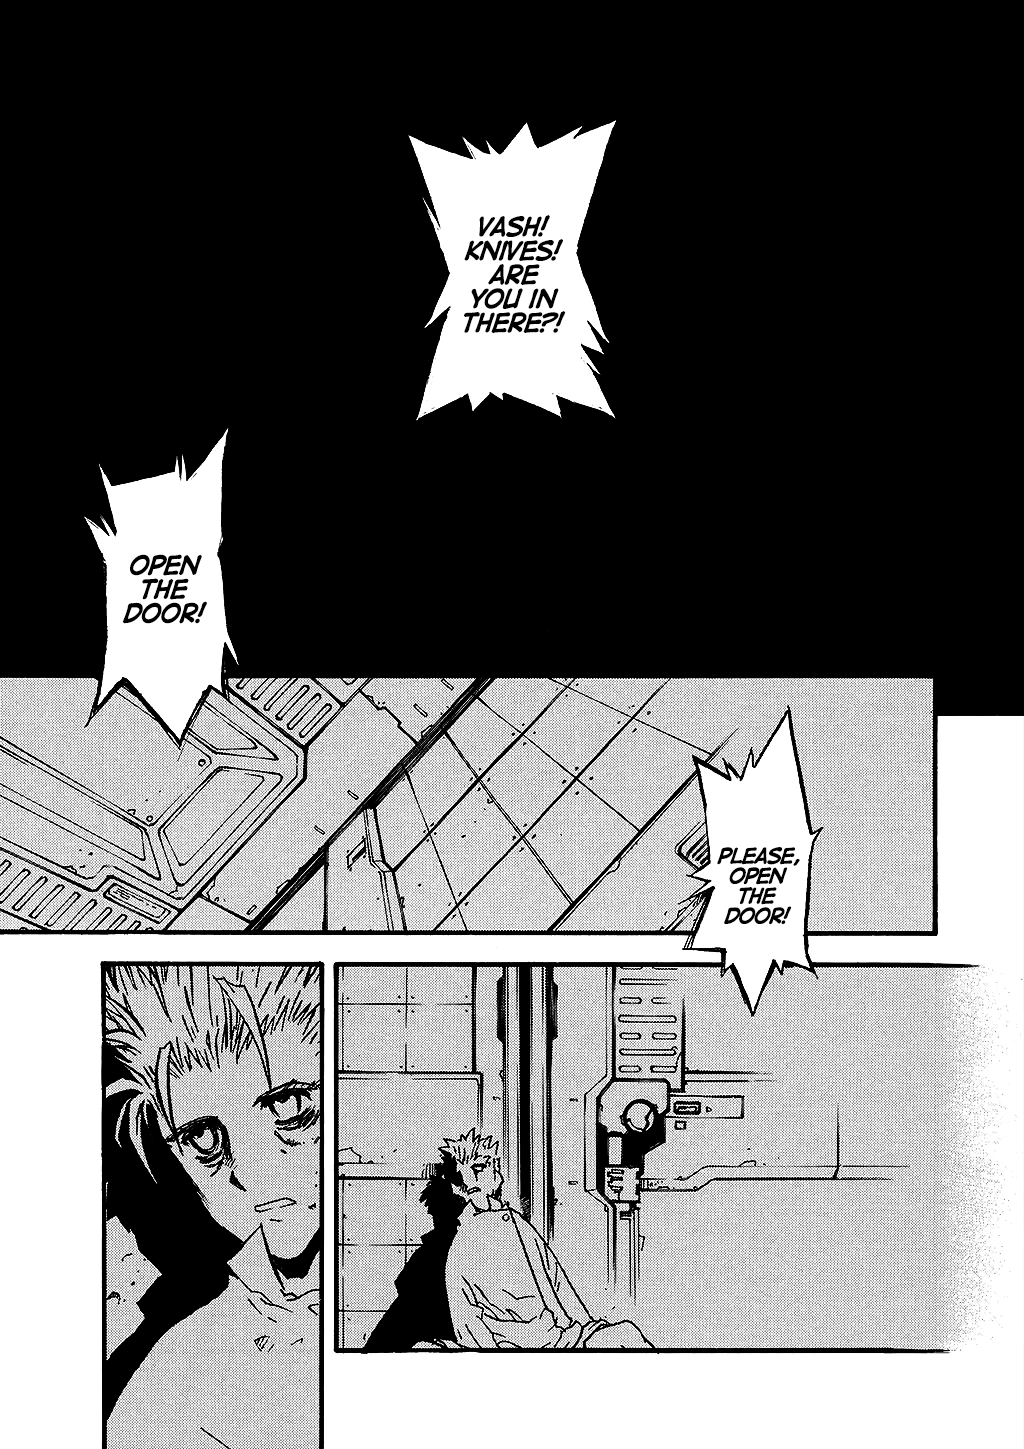 VASH!
KNIVES!
ARE
YOU IN
THERE?!
OPEN
THE
DOOR!
PLEASE,
OPEN
THE
DOOR!